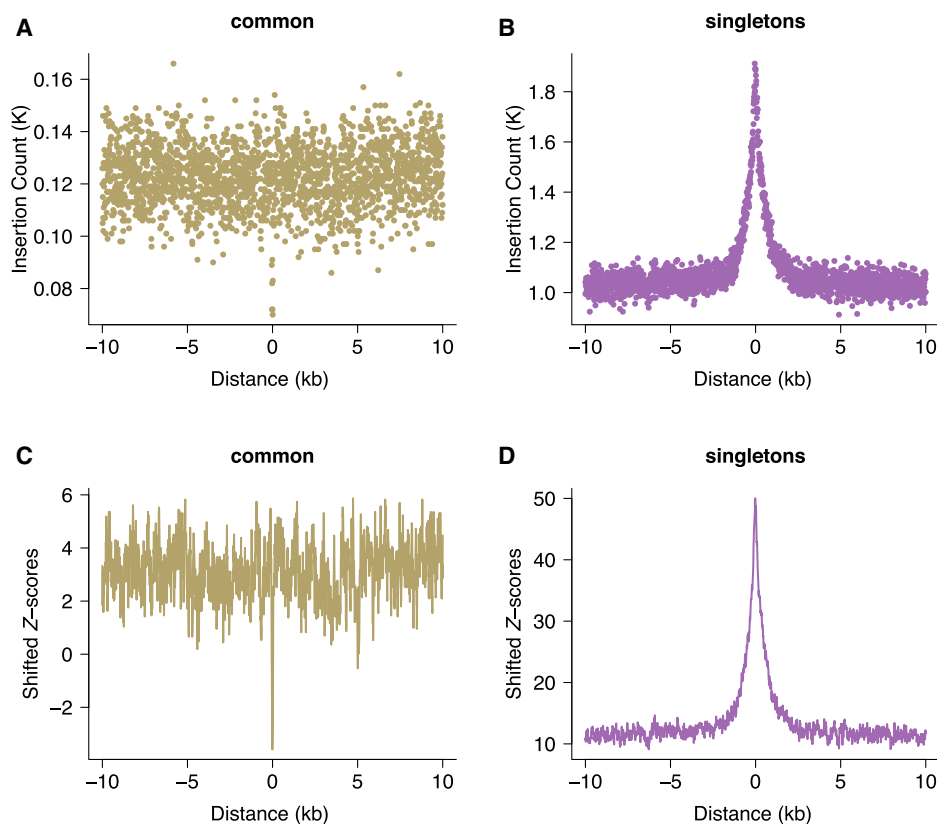 A
common
Insertion Count (K)
0.16
0.14
0.12
0.10
0.08
−10
−5
0
5
10
Distance (kb)
B
singletons
Insertion Count (K)
1.8
1.6
1.4
1.2
1.0
−10
−5
0
5
10
Distance (kb)
C
common
Shifted Z−scores
6
4
2
0
−2
−10
−5
0
5
10
Distance (kb)
D
singletons
Shifted Z−scores
50
40
30
20
10
−10
−5
0
5
10
Distance (kb)